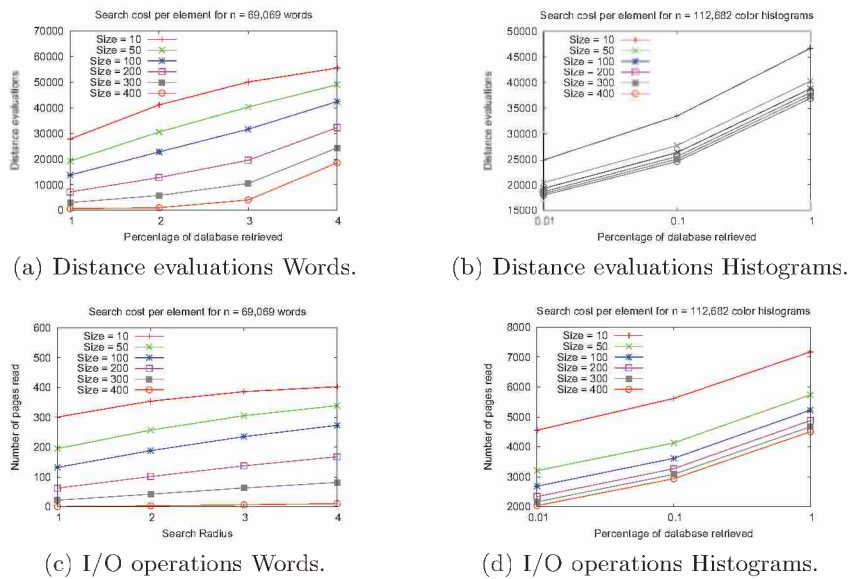 Search cost per element for n = 69,069 Words
Distance evaluations
70000
60000
50000
40000
30000
20000
10000
0
Size = 10
Size = 50
Size = 100
Size = 200
Size = 300
Size = 400
1 2 3 4
Percentage of database retrieved
(a) Distance evaluations Words.
Search cost per element for n = 112,682 color histograms
Distance evaluations
50000
45000
40000
35000
30000
25000
20000
15000
Size = 10
Size = 50
Size = 100
Size = 200
Size = 300
Size = 400
0.01 0.1 1
Percentage of database retrieved
(b) Distance evaluations Histograms.
Search cost per element for n = 69,069 words
Number of pages read
600
500
400
300
200
100
0
Size = 10
Size = 50
Size = 100
Size = 200
Size = 300
Size = 400
1 2 3 4
Search Radius
(c) I/O operations Words.
Search cost per element for n = 112,682 color histograms
Number of pages read
8000
7000
6000
5000
4000
3000
2000
Size = 10
Size = 50
Size = 100
Size = 200
Size = 300
Size = 400
0.01 0.1 1
Percentage of database retrieved
(d) I/O operations Histograms.